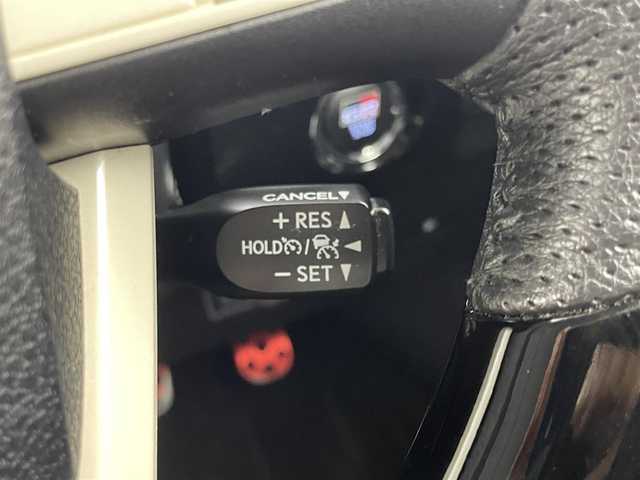 CANCEL▼
+ RES ▲
HOLD / ◀
− SET ▼